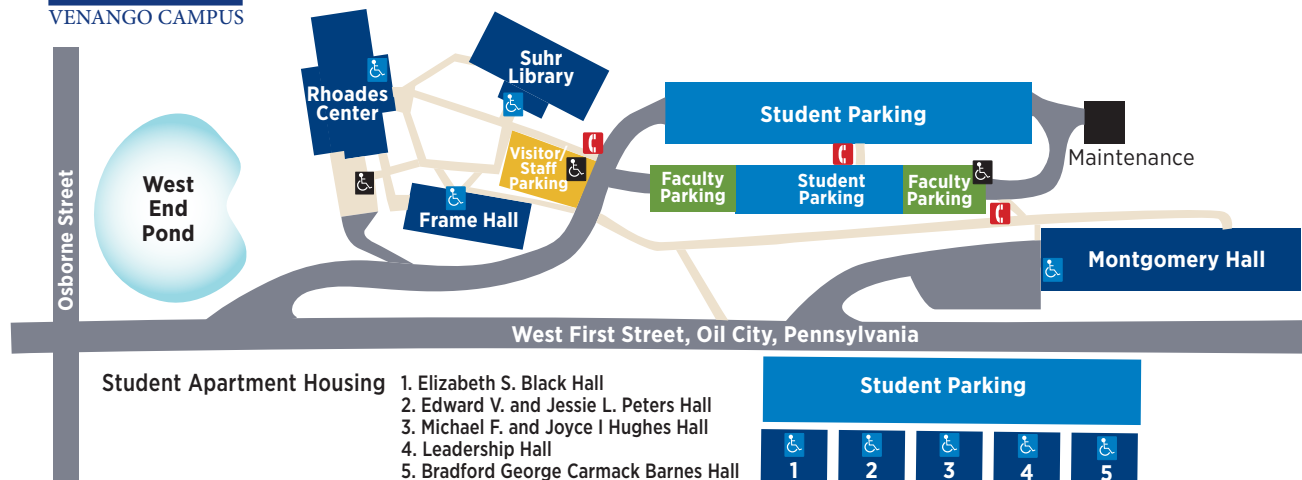 VENANGO CAMPUS
Osborne Street
West
End
Pond
Rhoades
Center
Suhr
Library
Visitor/
Staff
Parking
Frame Hall
Student Parking
Faculty
Parking
Student
Parking
Faculty
Parking
Maintenance
Montgomery Hall
West First Street, Oil City, Pennsylvania
Student Apartment Housing
1. Elizabeth S. Black Hall
2. Edward V. and Jessie L. Peters Hall
3. Michael F. and Joyce I Hughes Hall
4. Leadership Hall
5. Bradford George Carmack Barnes Hall
Student Parking
1
2
3
4
5